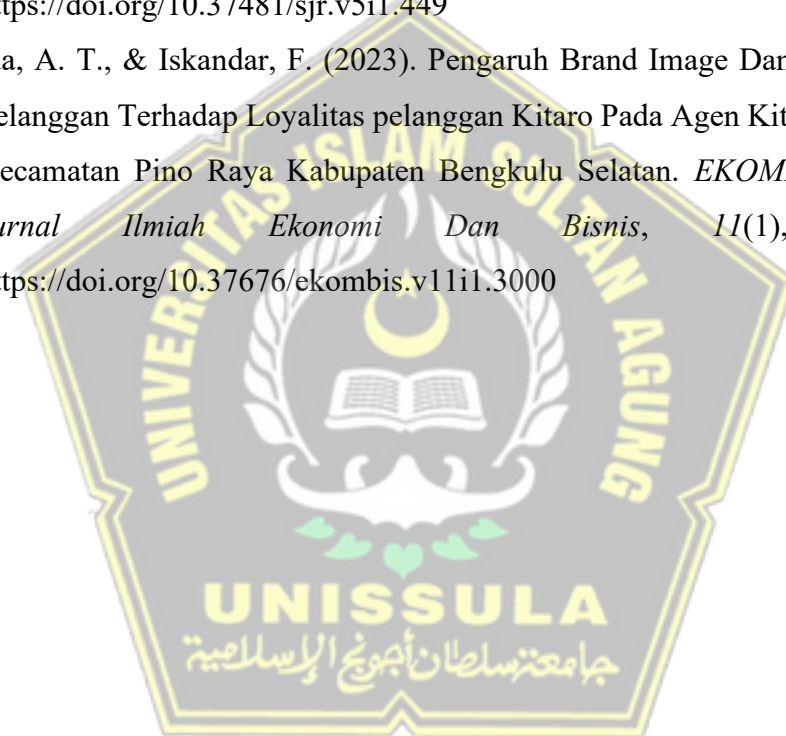 ttps://doi.org/10.37481/sjr.v5i1.449
a, A. T., & Iskandar, F. (2023). Pengaruh Brand Image Dan
elanggan Terhadap Loyalitas pelanggan Kitaro Pada Agen Kit
ecamatan Pino Raya Kabupaten Bengkulu Selatan. EKOM
urnal Ilmiah Ekonomi Dan Bisnis, 11(1),
ttps://doi.org/10.37676/ekombis.v11i1.3000
UNIVERSITAS ISLAM SULTAN AGUNG
UNISSULA
جامعة سلطان أجونج الإسلامية